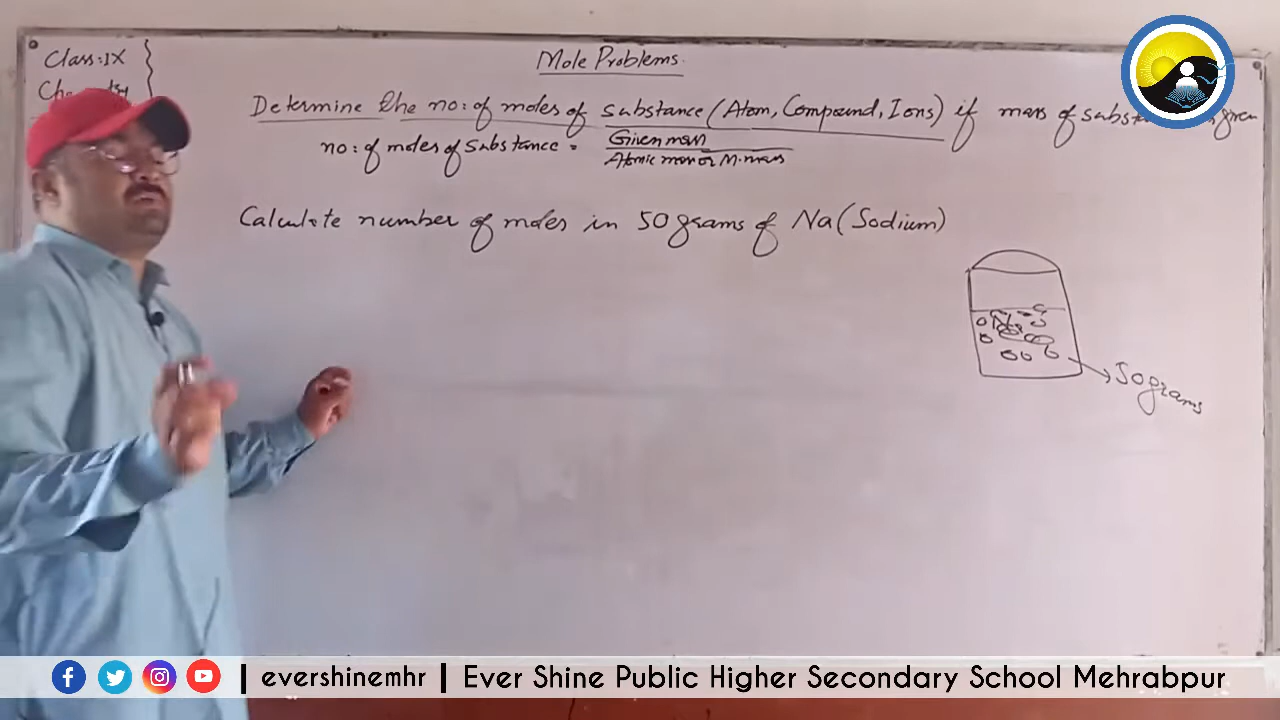 Class:IX
Chemistry
Mole Problems.
Determine the no: of moles of substance (Atom, Compound, Ions) if mass of given
no: of moles of substance = Given mass
Atomic mass or M.mass
Calculate number of moles in 50 grams of Na (Sodium)
50 grams
evershinemhr | Ever Shine Public Higher Secondary School Mehrabpur